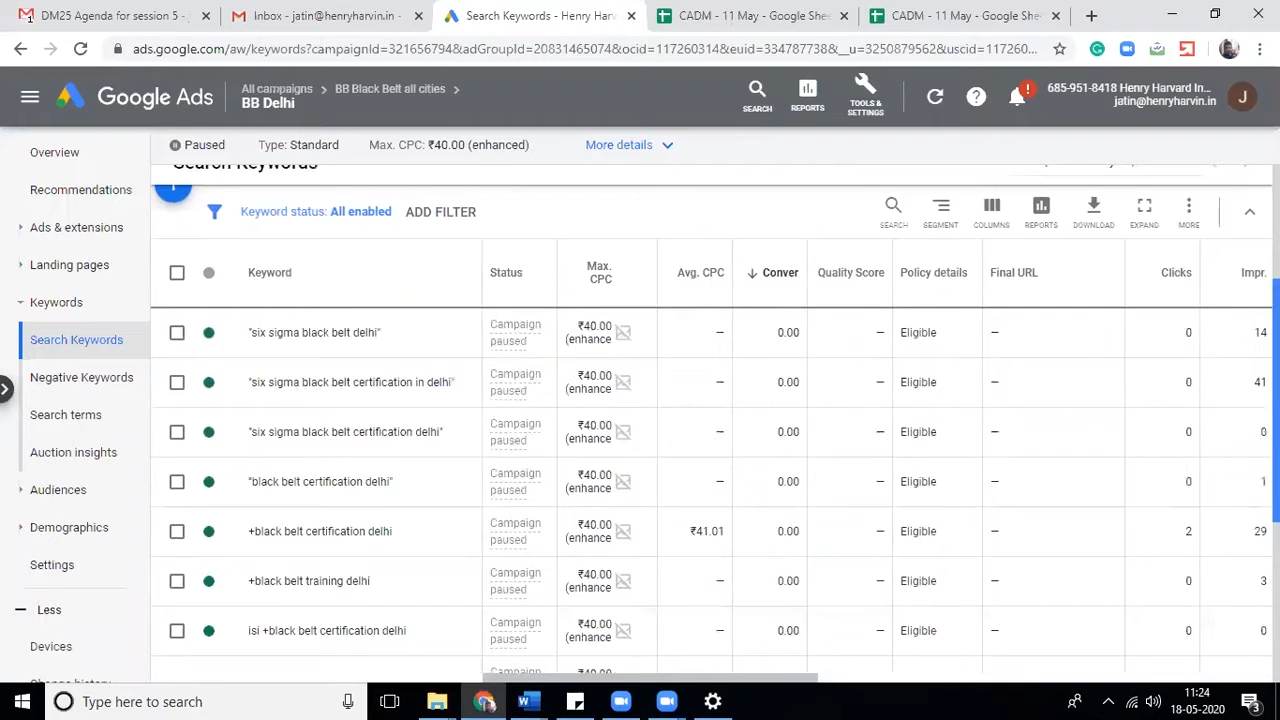 DM25 Agenda for session 5 -
Inbox - jatin@henryharvin.in
Search Keywords - Henry Harv
CADM - 11 May - Google She
CADM - 11 May - Google She
ads.google.com/aw/keywords?campaignId=321656794&adGroupId=20831465074&ocid=117260314&euid=334787738&__u=3250879562&uscid=117260...
Google Ads
All campaigns > BB Black Belt all cities >
BB Delhi
SEARCH
REPORTS
TOOLS &
SETTINGS
685-951-8418 Henry Harvard In...
jatin@henryharvin.in
J
Overview
Recommendations
Ads & extensions
Landing pages
Keywords
Search Keywords
Negative Keywords
Search terms
Auction insights
Audiences
Demographics
Settings
Less
Devices
Paused
Type: Standard
Max. CPC: ₹40.00 (enhanced)
More details
Search Keywords
Keyword status: All enabled
ADD FILTER
SEARCH
SEGMENT
COLUMNS
REPORTS
DOWNLOAD
EXPAND
MORE
Keyword Status Max. CPC Avg. CPC Conver Quality Score Policy details Final URL Clicks Impr.
"six sigma black belt delhi" Campaign paused ₹40.00 (enhance – 0.00 – Eligible – 0 14
"six sigma black belt certification in delhi" Campaign paused ₹40.00 (enhance – 0.00 – Eligible – 0 41
"six sigma black belt certification delhi" Campaign paused ₹40.00 (enhance – 0.00 – Eligible – 0 0
"black belt certification delhi" Campaign paused ₹40.00 (enhance – 0.00 – Eligible – 0 1
+black belt certification delhi Campaign paused ₹40.00 (enhance ₹41.01 0.00 – Eligible – 2 29
+black belt training delhi Campaign paused ₹40.00 (enhance – 0.00 – Eligible – 0 3
isi +black belt certification delhi Campaign paused ₹40.00 (enhance – 0.00 – Eligible – 0 0
Type here to search
11:24
18-05-2020
3